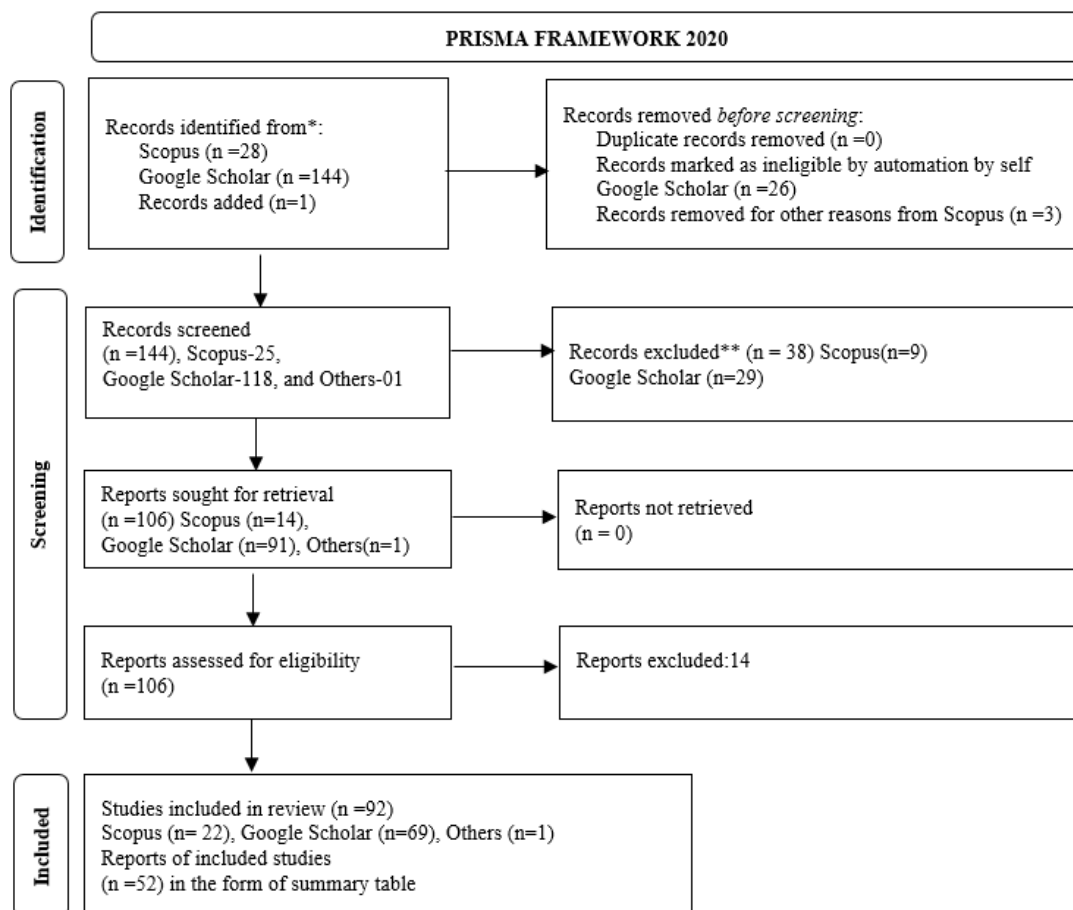 PRISMA FRAMEWORK 2020
Identification
Records identified from*:
Scopus (n =28)
Google Scholar (n =144)
Records added (n=1)
Records removed before screening:
Duplicate records removed (n =0)
Records marked as ineligible by automation by self
Google Scholar (n =26)
Records removed for other reasons from Scopus (n =3)
Screening
Records screened
(n =144), Scopus-25,
Google Scholar-118, and Others-01
Records excluded** (n = 38) Scopus(n=9)
Google Scholar (n=29)
Reports sought for retrieval
(n =106) Scopus (n=14),
Google Scholar (n=91), Others(n=1)
Reports not retrieved
(n = 0)
Reports assessed for eligibility
(n =106)
Reports excluded:14
Included
Studies included in review (n =92)
Scopus (n= 22), Google Scholar (n=69), Others (n=1)
Reports of included studies
(n =52) in the form of summary table